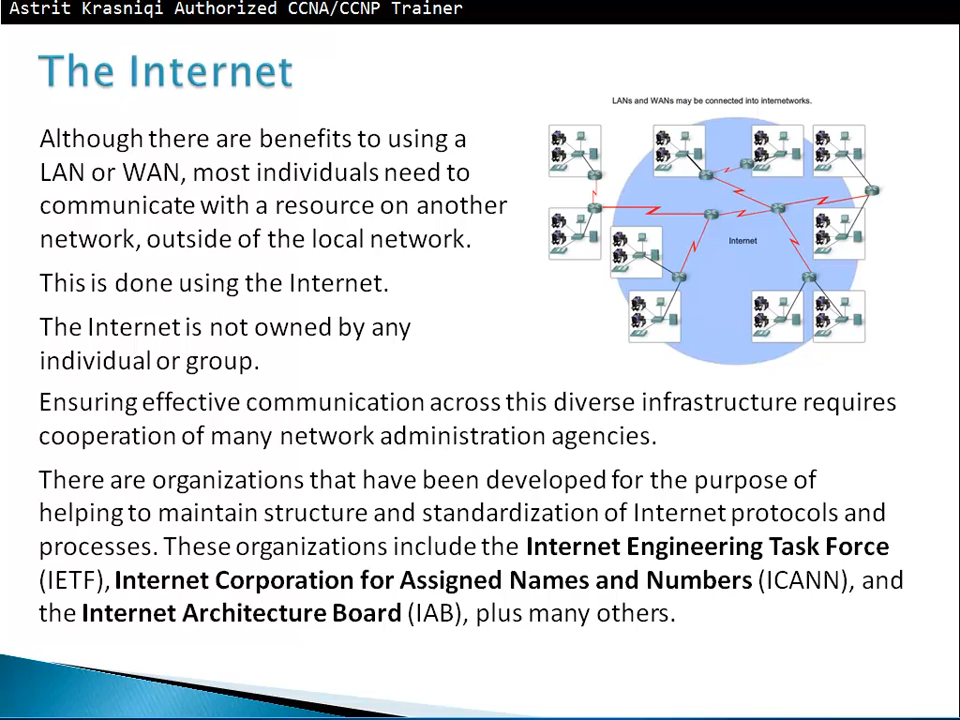 Astrit Krasniqi Authorized CCNA/CCNP Trainer
The Internet
LANs and WANs may be connected into internetworks.
Although there are benefits to using a
LAN or WAN, most individuals need to
communicate with a resource on another
network, outside of the local network.
This is done using the Internet.
The Internet is not owned by any
individual or group.
Internet
Ensuring effective communication across this diverse infrastructure requires
cooperation of many network administration agencies.
There are organizations that have been developed for the purpose of
helping to maintain structure and standardization of Internet protocols and
processes. These organizations include the Internet Engineering Task Force
(IETF), Internet Corporation for Assigned Names and Numbers (ICANN), and
the Internet Architecture Board (IAB), plus many others.